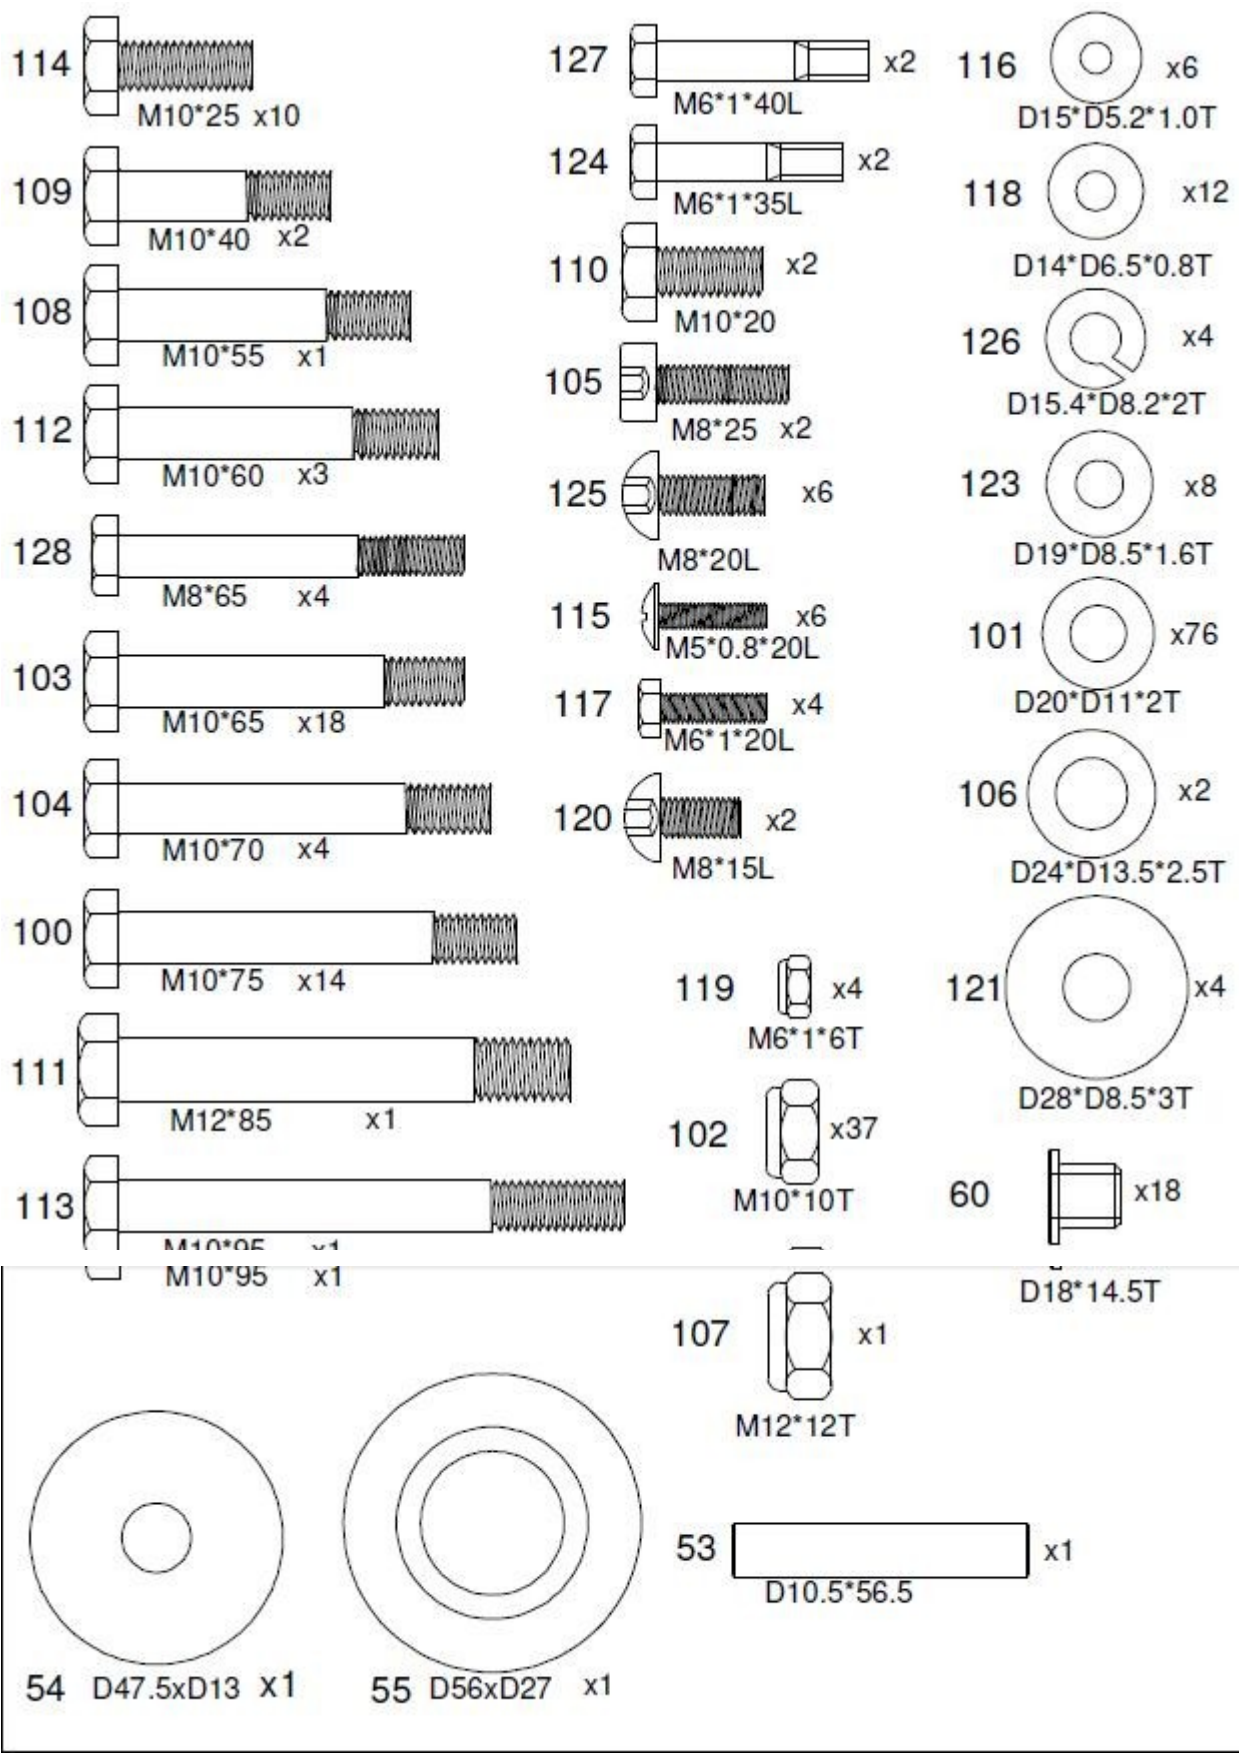 114
M10*25 x10
109
M10*40 x2
108
M10*55 x1
112
M10*60 x3
128
M8*65 x4
103
M10*65 x18
104
M10*70 x4
100
M10*75 x14
111
M12*85 x1
113
M10*95 x1
M10*95 x1
127 x2
M6*1*40L
124 x2
M6*1*35L
110 x2
M10*20
105
M8*25 x2
125 x6
M8*20L
115 x6
M5*0.8*20L
117 x4
M6*1*20L
120 x2
M8*15L
119 x4
M6*1*6T
102 x37
M10*10T
107 x1
M12*12T
116 x6
D15*D5.2*1.0T
118 x12
D14*D6.5*0.8T
126 x4
D15.4*D8.2*2T
123 x8
D19*D8.5*1.6T
101 x76
D20*D11*2T
106 x2
D24*D13.5*2.5T
121 x4
D28*D8.5*3T
60 x18
D18*14.5T
53 x1
D10.5*56.5
54 D47.5xD13 x1
55 D56xD27 x1